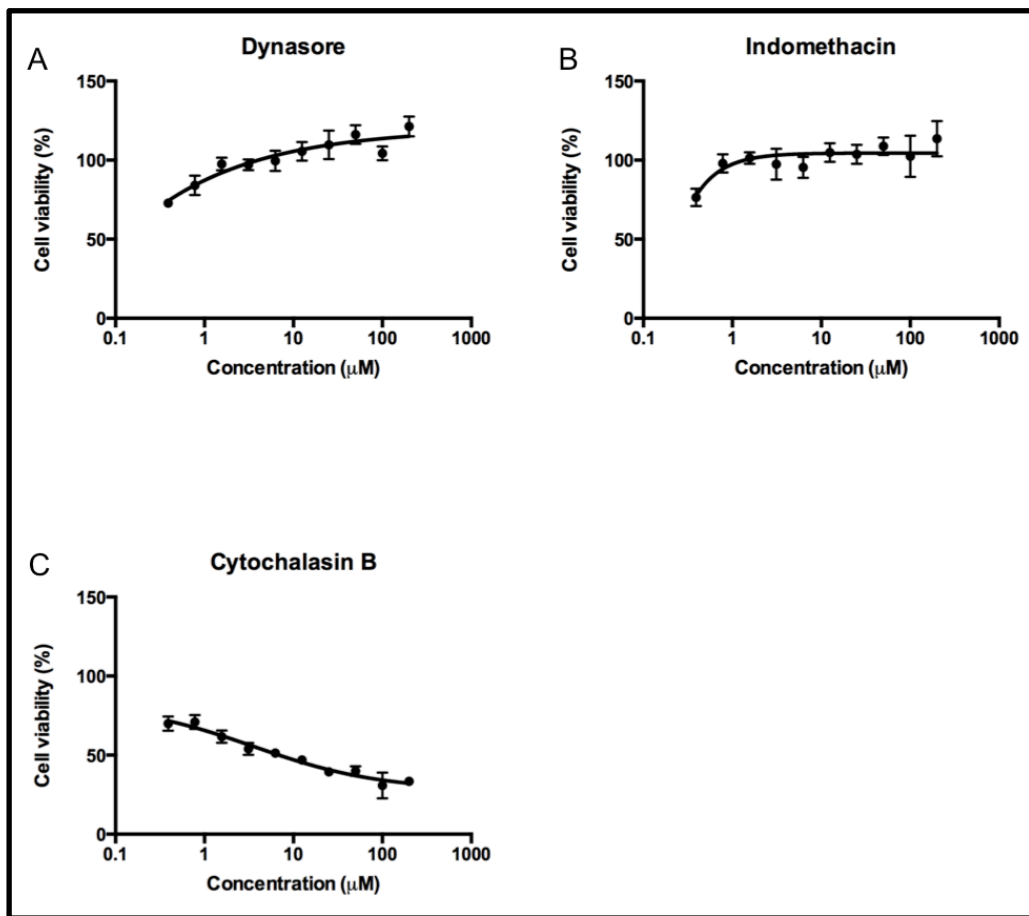 A
Dynasore
150
100
50
0
Cell viability (%)
0.1 1 10 100 1000
Concentration (μM)
B
Indomethacin
150
100
50
0
Cell viability (%)
0.1 1 10 100 1000
Concentration (μM)
C
Cytochalasin B
150
100
50
0
Cell viability (%)
0.1 1 10 100 1000
Concentration (μM)